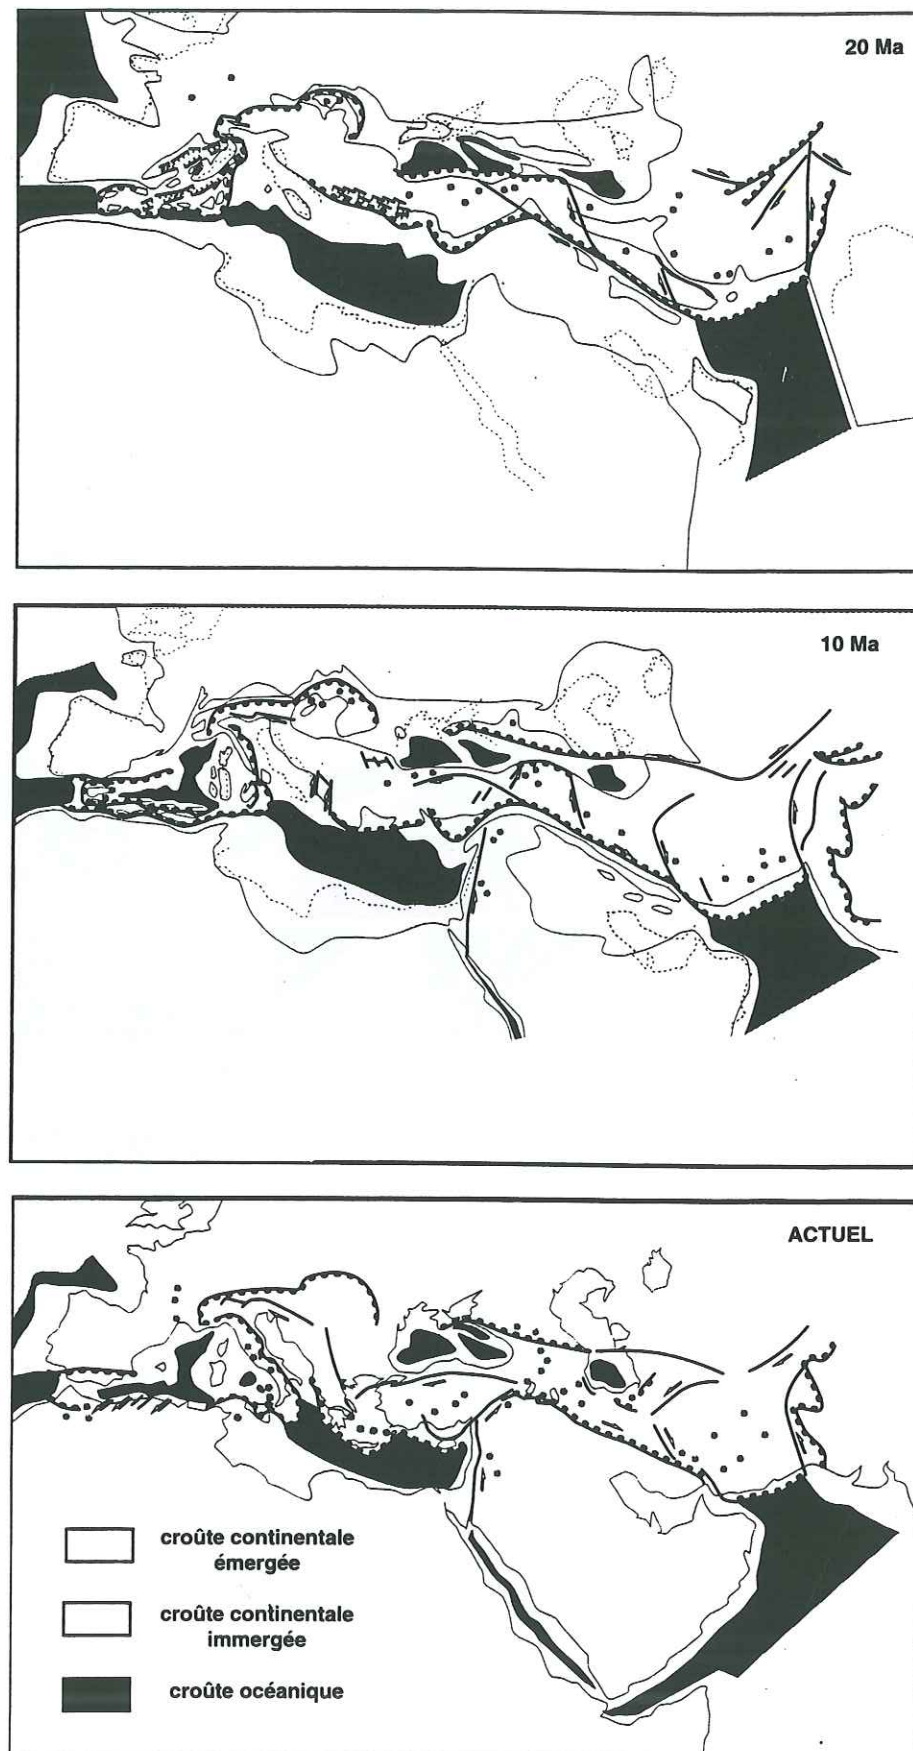 20 Ma
10 Ma
ACTUEL
croûte continentale
émergée
croûte continentale
immergée
croûte océanique